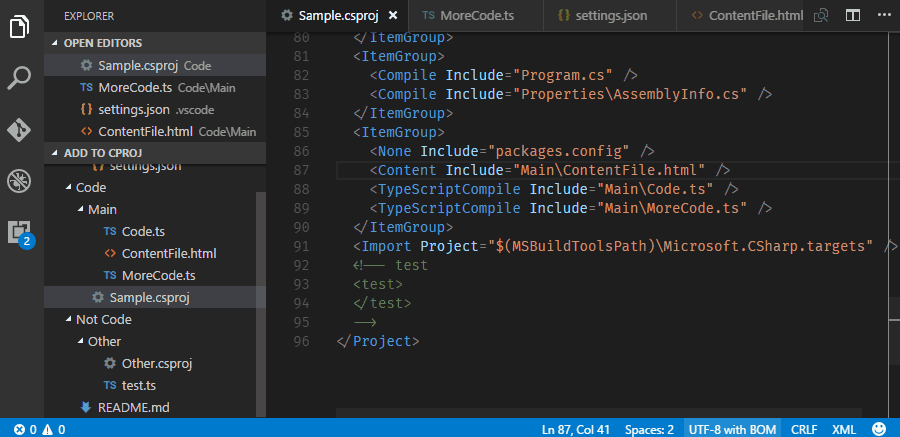 EXPLORER
OPEN EDITORS
Sample.csproj Code
TS MoreCode.ts Code\Main
{} settings.json .vscode
<> ContentFile.html Code\Main
ADD TO CPROJ
settings.json
Code
Main
TS Code.ts
<> ContentFile.html
TS MoreCode.ts
Sample.csproj
Not Code
Other
Other.csproj
TS test.ts
README.md
2
Sample.csproj × TS MoreCode.ts {} settings.json <> ContentFile.html
80 </ItemGroup>
81 <ItemGroup>
82 <Compile Include="Program.cs" />
83 <Compile Include="Properties\AssemblyInfo.cs" />
84 </ItemGroup>
85 <ItemGroup>
86 <None Include="packages.config" />
87 <Content Include="Main\ContentFile.html" />
88 <TypeScriptCompile Include="Main\Code.ts" />
89 <TypeScriptCompile Include="Main\MoreCode.ts" />
90 </ItemGroup>
91 <Import Project="$(MSBuildToolsPath)\Microsoft.CSharp.targets" />
92 <!-- test
93 <test>
94 </test>
95 -->
96 </Project>
0 0 Ln 87, Col 41 Spaces: 2 UTF-8 with BOM CRLF XML